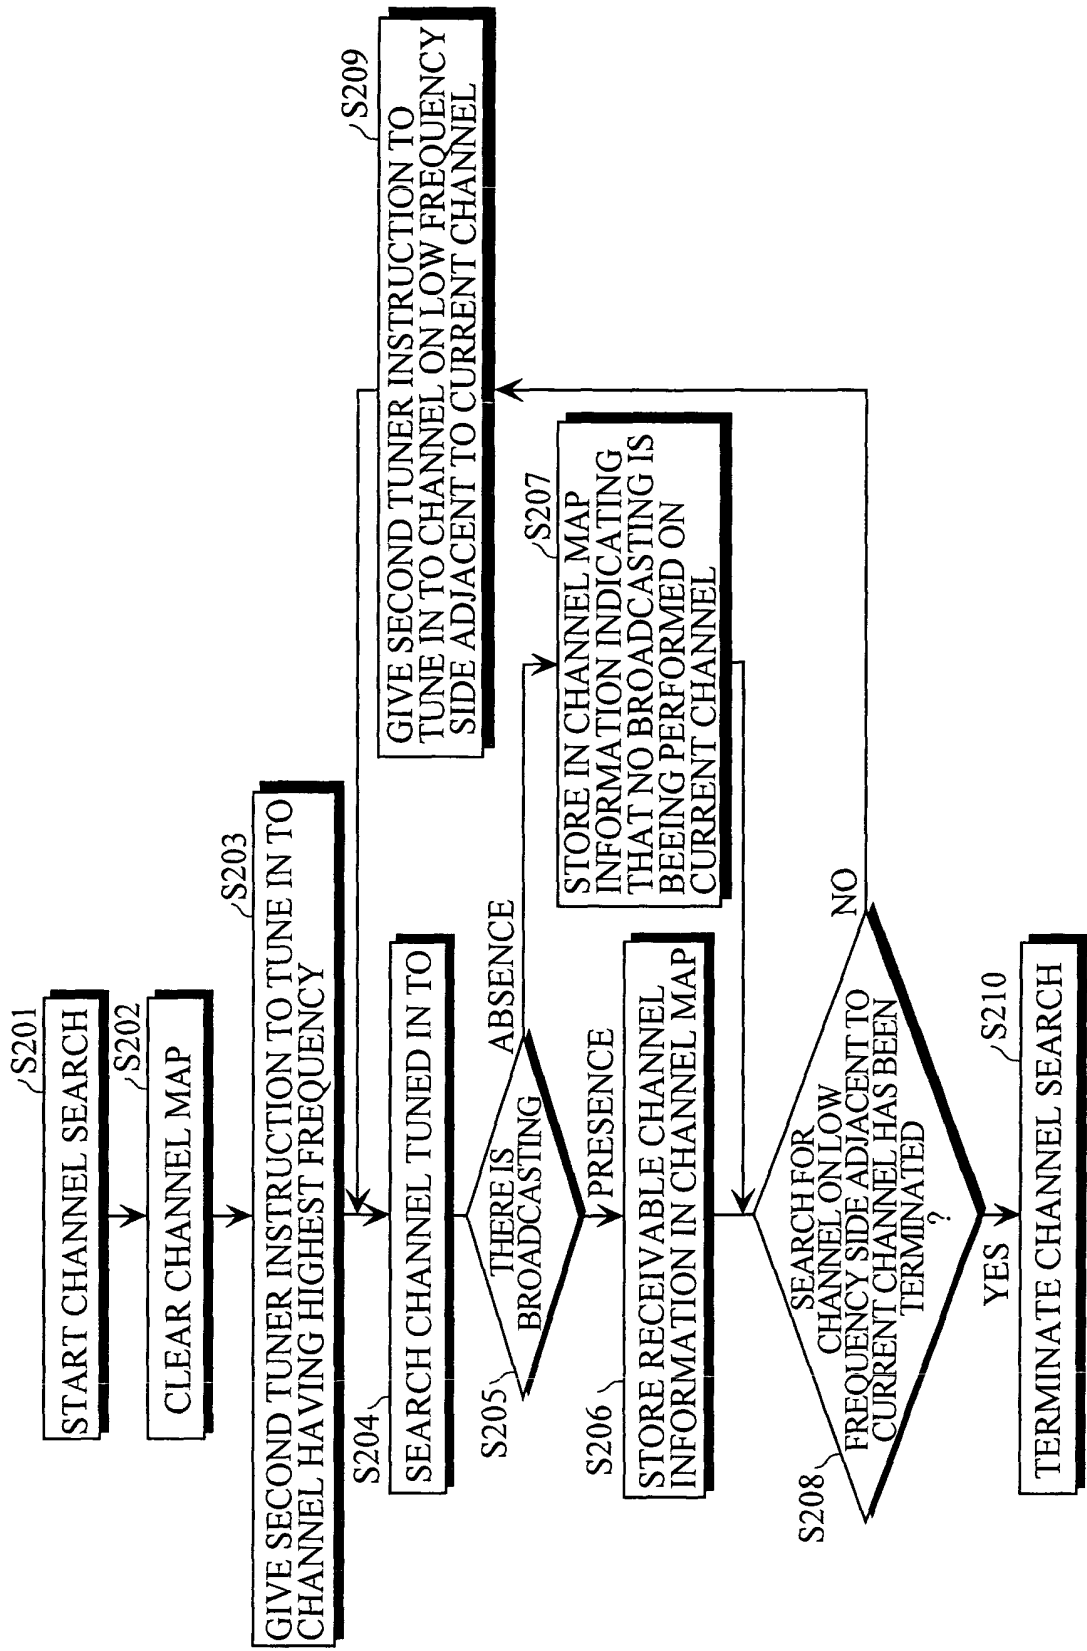 S201
START CHANNEL SEARCH
S202
CLEAR CHANNEL MAP
S203
GIVE SECOND TUNER INSTRUCTION TO TUNE IN TO
CHANNEL HAVING HIGHEST FREQUENCY
S204
SEARCH CHANNEL TUNED IN TO
S205
THERE IS
BROADCASTING
ABSENCE
PRESENCE
S206
STORE RECEIVABLE CHANNEL
INFORMATION IN CHANNEL MAP
S207
STORE IN CHANNEL MAP
INFORMATION INDICATING
THAT NO BROADCASTING IS
BEEING PERFORMED ON
CURRENT CHANNEL
S208
SEARCH FOR
CHANNEL ON LOW
FREQUENCY SIDE ADJACENT TO
CURRENT CHANNEL HAS BEEN
TERMINATED
?
NO
YES
S209
GIVE SECOND TUNER INSTRUCTION TO
TUNE IN TO CHANNEL ON LOW FREQUENCY
SIDE ADJACENT TO CURRENT CHANNEL
S210
TERMINATE CHANNEL SEARCH